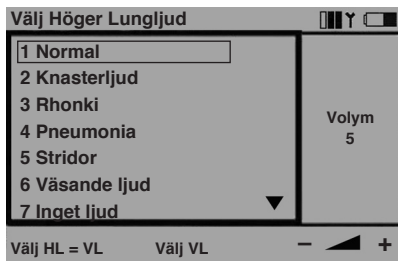 Välj Höger Lungljud
1 Normal
2 Knasterljud
3 Rhonki
4 Pneumonia
5 Stridor
6 Väsande ljud
7 Inget ljud
Volym
5
Välj HL = VL Välj VL − +